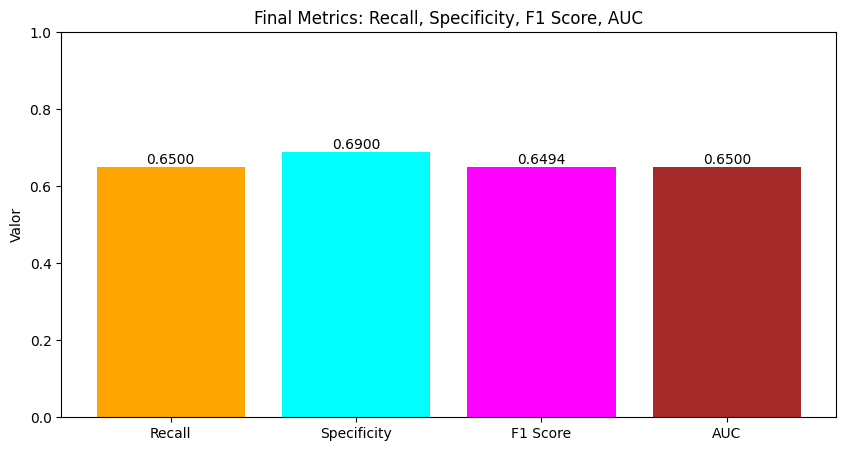 Final Metrics: Recall, Specificity, F1 Score, AUC
Valor
1.0
0.8
0.6
0.4
0.2
0.0
0.6500
0.6900
0.6494
0.6500
Recall
Specificity
F1 Score
AUC